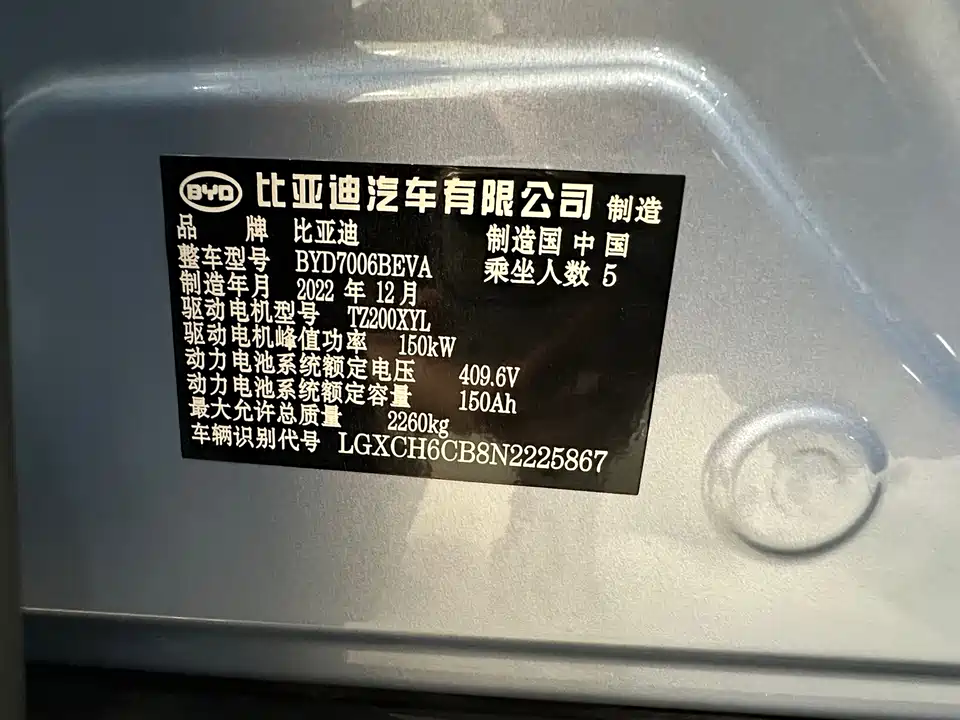 BYD 比亚迪汽车有限公司 制造
品 牌 比亚迪 制造国 中国
整车型号 BYD7006BEVA 乘坐人数 5
制造年月 2022 年 12 月
驱动电机型号 TZ200XYL
驱动电机峰值功率 150kW
动力电池系统额定电压 409.6V
动力电池系统额定容量 150Ah
最大允许总质量 2260kg
车辆识别代号 LGXCH6CB8N2225867